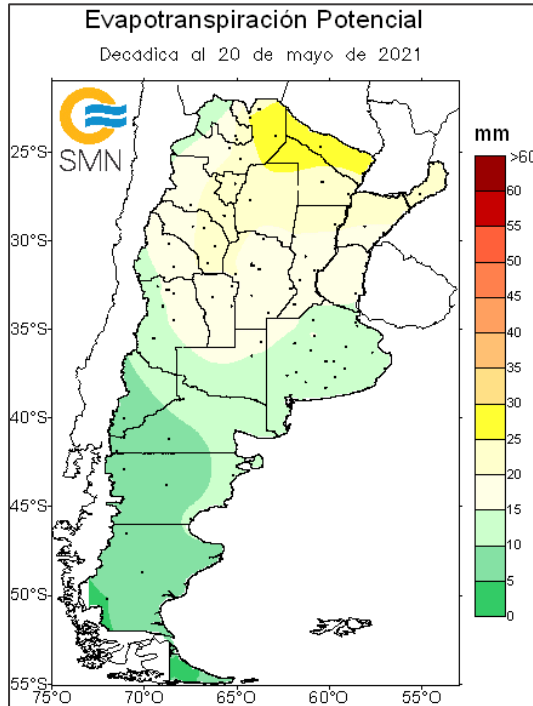 Evapotranspiración Potencial
Decádica al 20 de mayo de 2021
SMN
25°S
30°S
35°S
40°S
45°S
50°S
55°S
75°O 70°O 65°O 60°O 55°O
mm
>60
60
55
50
45
40
35
30
25
20
15
10
5
0